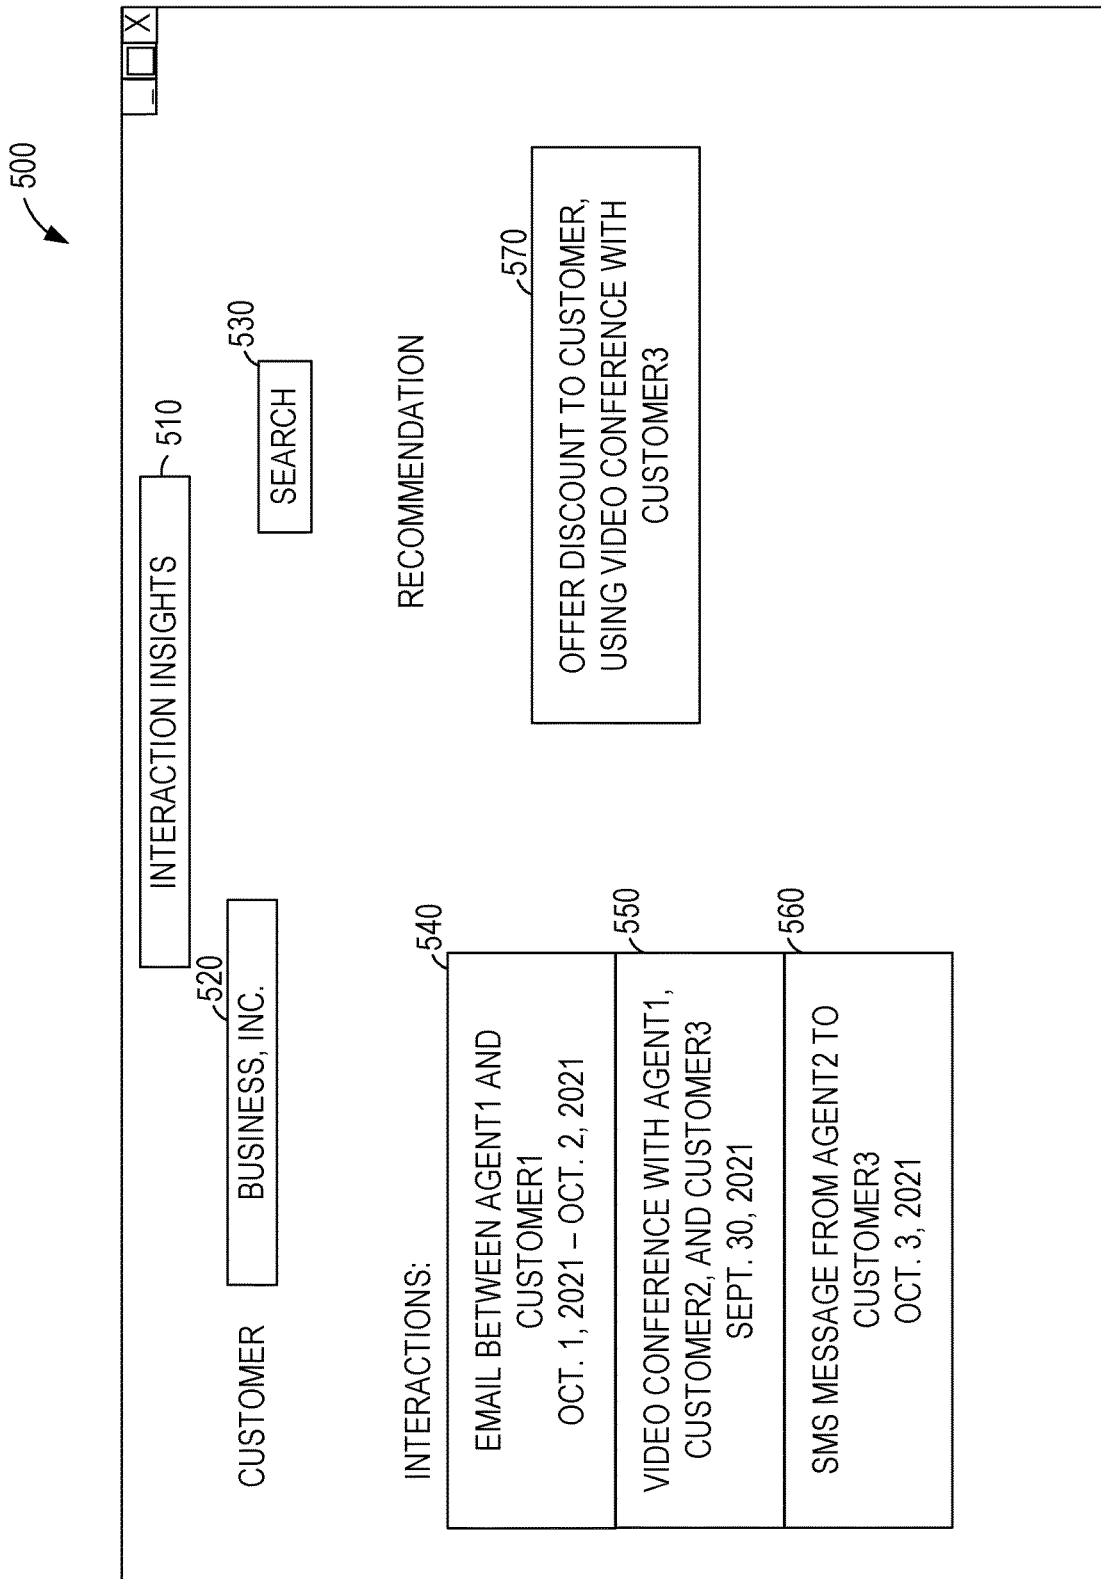 500
_ X
INTERACTION INSIGHTS
510
CUSTOMER
520
BUSINESS, INC.
530
SEARCH
INTERACTIONS:
540
EMAIL BETWEEN AGENT1 AND
CUSTOMER1
OCT. 1, 2021 – OCT. 2, 2021
550
VIDEO CONFERENCE WITH AGENT1,
CUSTOMER2, AND CUSTOMER3
SEPT. 30, 2021
560
SMS MESSAGE FROM AGENT2 TO
CUSTOMER3
OCT. 3, 2021
RECOMMENDATION
570
OFFER DISCOUNT TO CUSTOMER,
USING VIDEO CONFERENCE WITH
CUSTOMER3